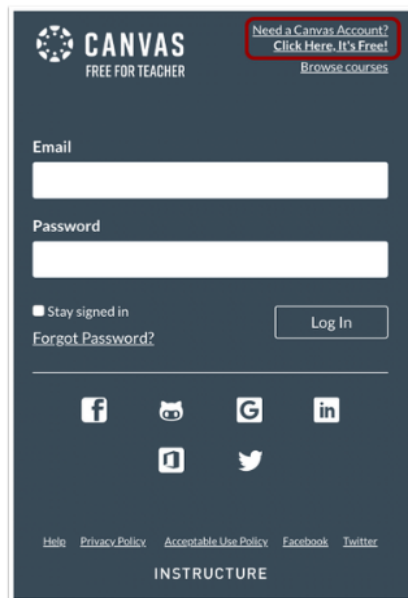 CANVAS
FREE FOR TEACHER
Need a Canvas Account?
Click Here, It's Free!
Browse courses
Email
Password
Stay signed in
Forgot Password?
Log In
Help Privacy Policy Acceptable Use Policy Facebook Twitter
INSTRUCTURE